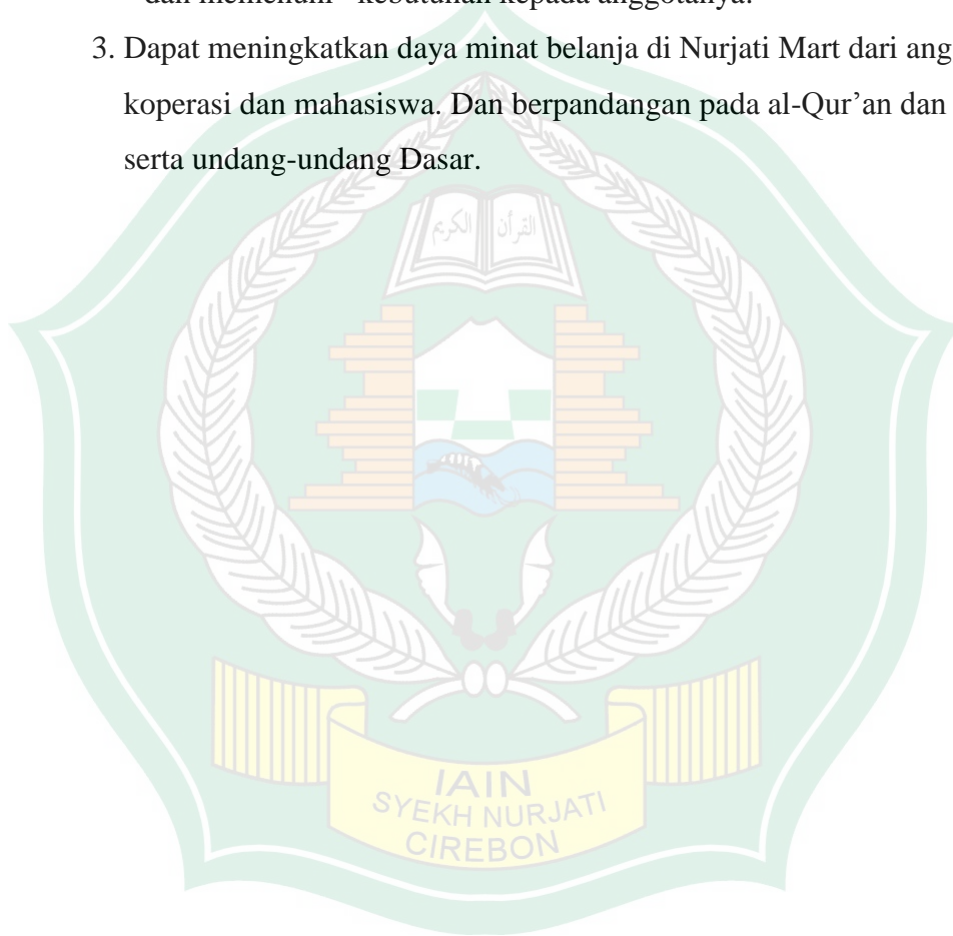 dan memenuhi kebutuhan kepada anggotanya.
3. Dapat meningkatkan daya minat belanja di Nurjati Mart dari ang
koperasi dan mahasiswa. Dan berpandangan pada al-Qur’an dan
serta undang-undang Dasar.
القرأن الكريم
IAIN
SYEKH NURJATI
CIREBON